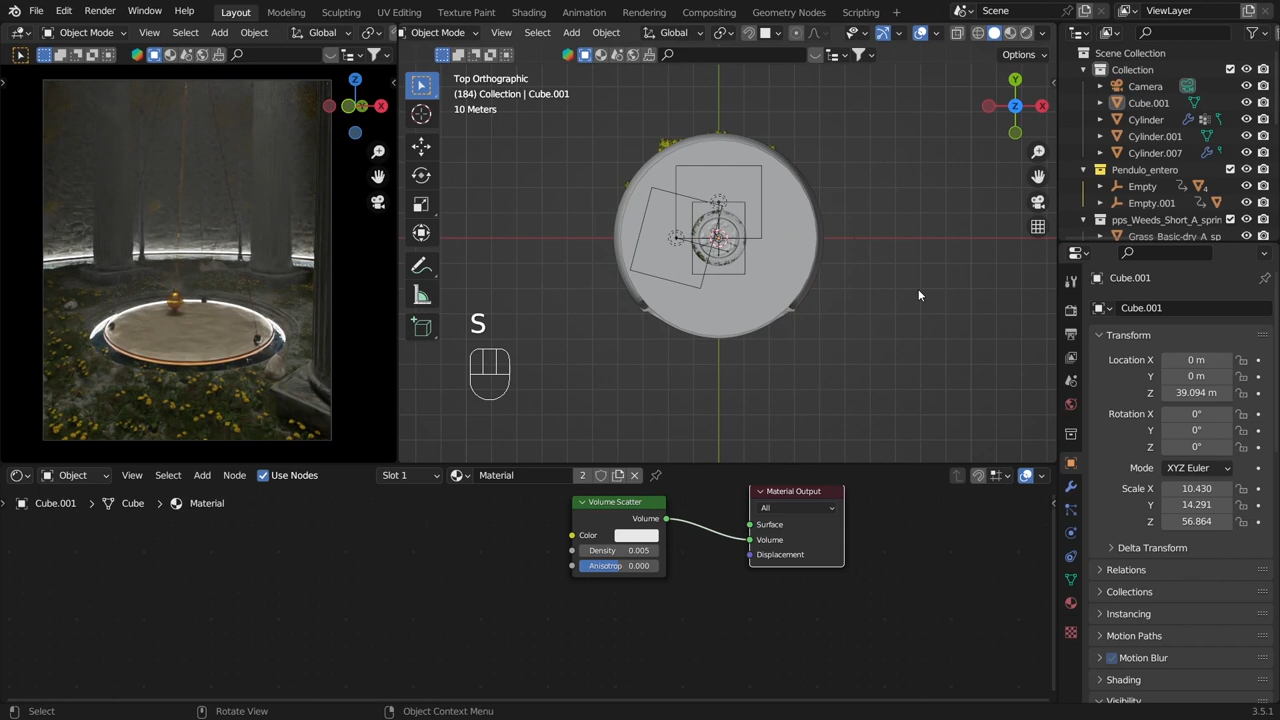 File Edit Render Window Help Layout Modeling Sculpting UV Editing Texture Paint Shading Animation Rendering Compositing Geometry Nodes Scripting Scene ViewLayer
Object Mode View Select Add Object Global
Object Mode View Select Add Object Global
Options
Top Orthographic
(184) Collection | Cube.001
10 Meters
Z
Y
X
Y
Z
X
S
Scene Collection
Collection
Camera
Cube.001
Cylinder
Cylinder.001
Cylinder.007
Pendulo_entero
Empty
4
Empty.001
pps_Weeds_Short_A_sprin
Grass_Basic-dry_A_sp
Cube.001
Cube.001
Transform
Location X 0 m
Y 0 m
Z 39.094 m
Rotation X 0°
Y 0°
Z 0°
Mode XYZ Euler
Scale X 10.430
Y 14.291
Z 56.864
Delta Transform
Relations
Collections
Instancing
Motion Paths
Motion Blur
Shading
Visibility
Object View Select Add Node Use Nodes Slot 1 Material 2
Cube.001 Cube Material
Volume Scatter
Volume
Color
Density 0.005
Anisotrop 0.000
Material Output
All
Surface
Volume
Displacement
Select Rotate View Object Context Menu 3.5.1